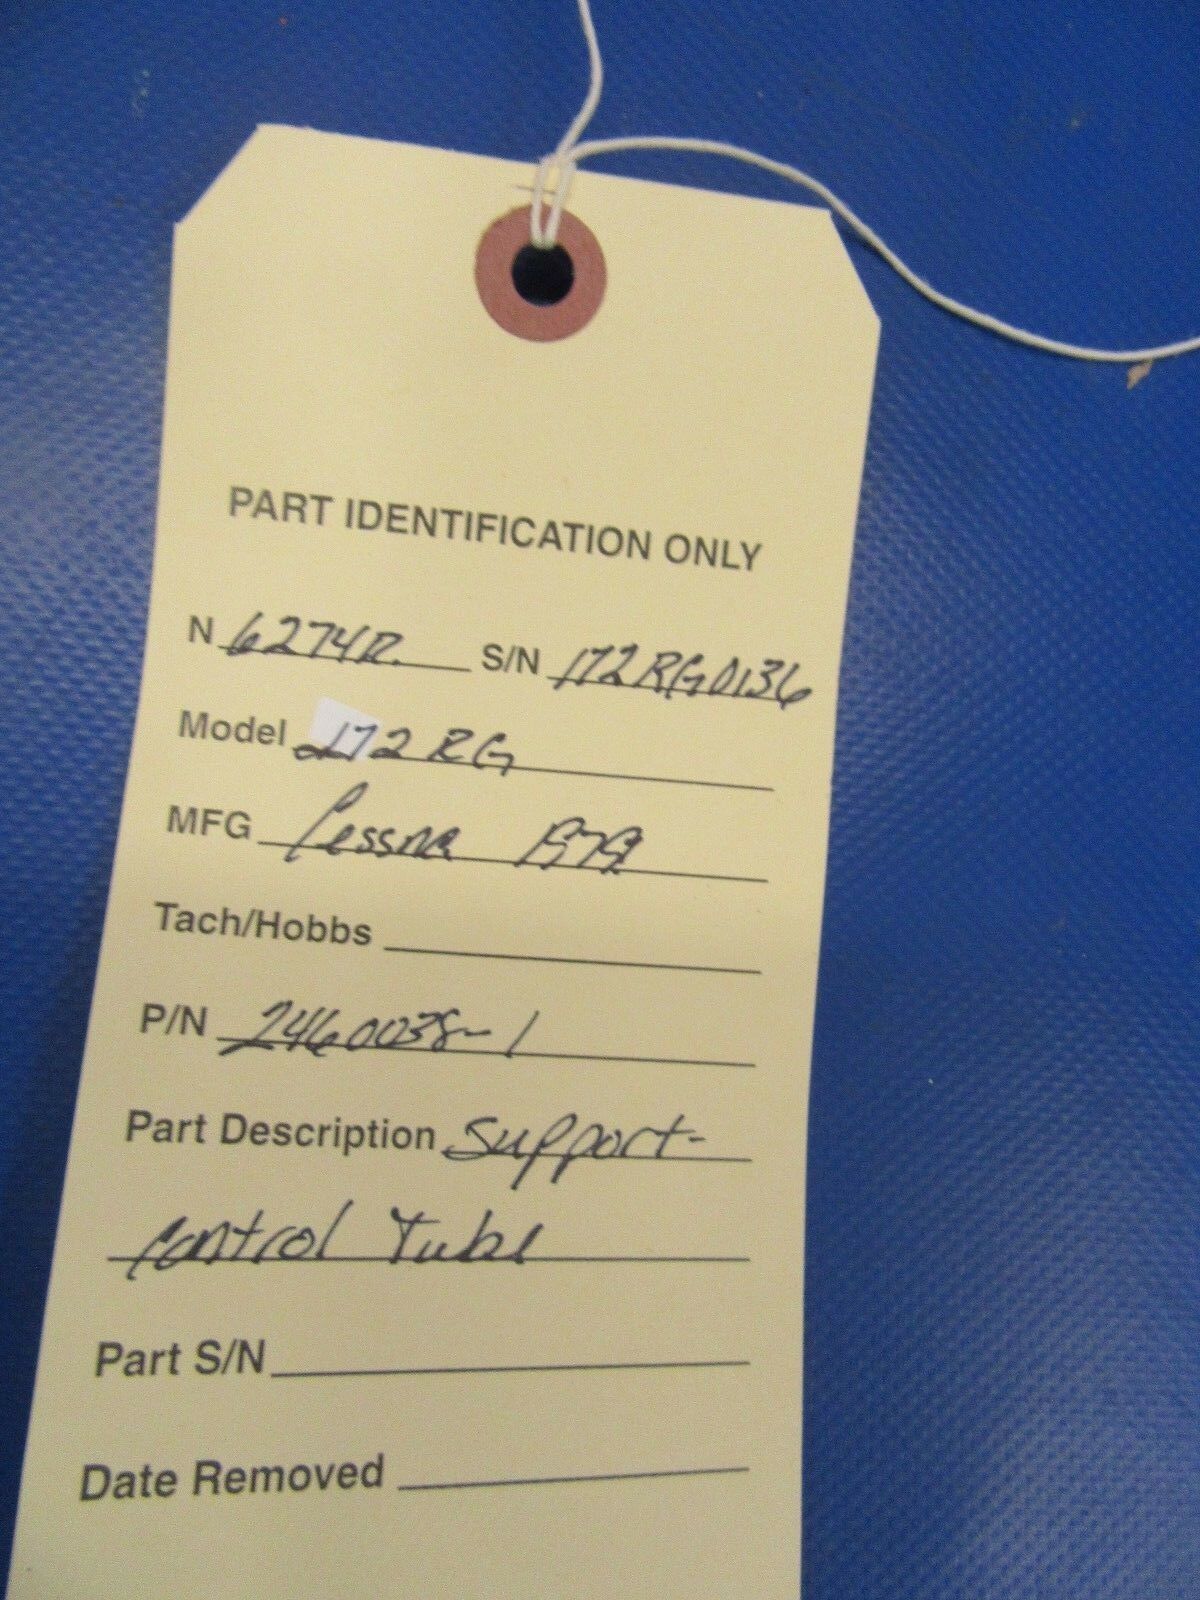 PART IDENTIFICATION ONLY
N 6274R. S/N 172RG0136
Model 172 RG
MFG Cessna 1979
Tach/Hobbs
P/N 2460038-1
Part Description Support-
Control Tube
Part S/N
Date Removed